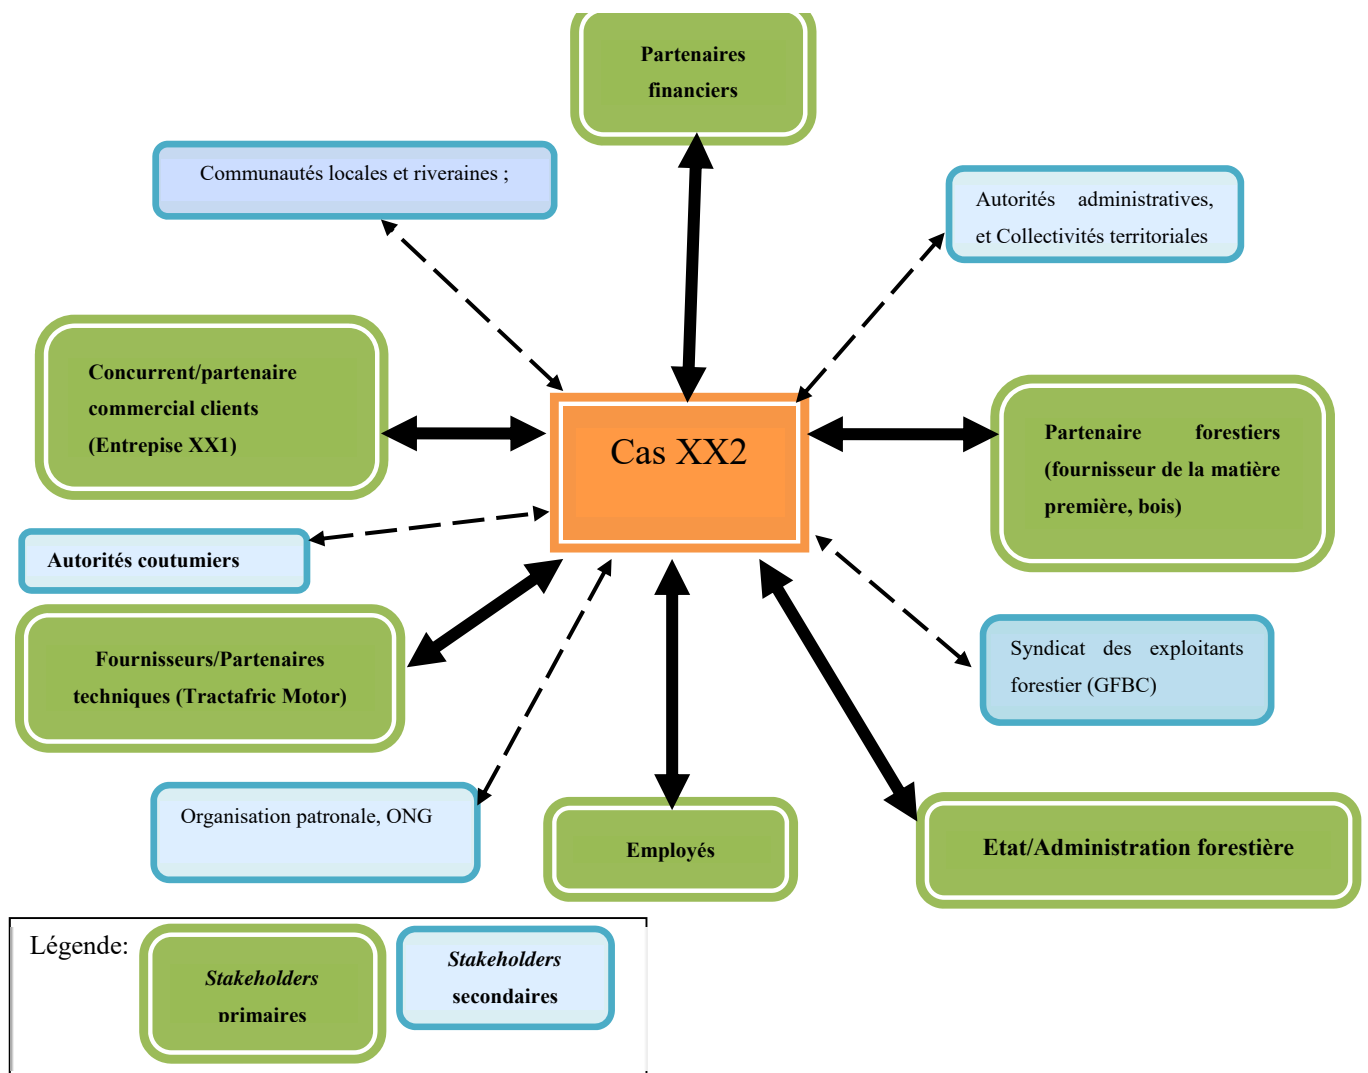 Partenaires
financiers
Communautés locales et riveraines ;
Autorités administratives,
et Collectivités territoriales
Concurrent/partenaire
commercial clients
(Entrepise XX1)
Cas XX2
Partenaire forestiers
(fournisseur de la matière
première, bois)
Autorités coutumiers
Fournisseurs/Partenaires
techniques (Tractafric Motor)
Syndicat des exploitants
forestier (GFBC)
Organisation patronale, ONG
Employés
Etat/Administration forestière
Légende:
Stakeholders
primaires
Stakeholders
secondaires